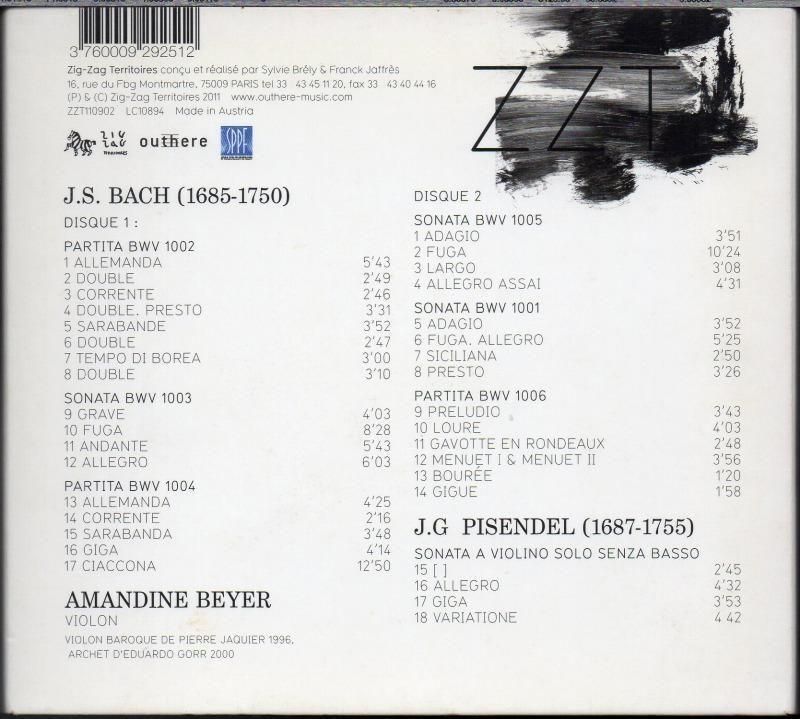 3 760009 292512
Zig-Zag Territoires conçu et réalisé par Sylvie Brély & Franck Jaffrès
16, rue du Fbg Montmartre, 75009 PARIS tel 33 43 45 11 20, fax 33 43 40 44 16
(P) & (C) Zig-Zag Territoires 2011 www.outhere-music.com
ZZT110902 LC10894 Made in Austria
ZIG ZAG TERRITOIRES outhere SPPF
ZZT
J.S. BACH (1685-1750)
DISQUE 1 :
PARTITA BWV 1002
1 ALLEMANDA 5'43
2 DOUBLE 2'49
3 CORRENTE 2'46
4 DOUBLE. PRESTO 3'31
5 SARABANDE 3'52
6 DOUBLE 2'47
7 TEMPO DI BOREA 3'00
8 DOUBLE 3'10
SONATA BWV 1003
9 GRAVE 4'03
10 FUGA 8'28
11 ANDANTE 5'43
12 ALLEGRO 6'03
PARTITA BWV 1004
13 ALLEMANDA 4'25
14 CORRENTE 2'16
15 SARABANDA 3'48
16 GIGA 4'14
17 CIACCONA 12'50
AMANDINE BEYER
VIOLON
VIOLON BAROQUE DE PIERRE JAQUIER 1996,
ARCHET D'EDUARDO GORR 2000
DISQUE 2
SONATA BWV 1005
1 ADAGIO 3'51
2 FUGA 10'24
3 LARGO 3'08
4 ALLEGRO ASSAI 4'31
SONATA BWV 1001
5 ADAGIO 3'52
6 FUGA. ALLEGRO 5'25
7 SICILIANA 2'50
8 PRESTO 3'26
PARTITA BWV 1006
9 PRELUDIO 3'43
10 LOURE 4'03
11 GAVOTTE EN RONDEAUX 2'48
12 MENUET I & MENUET II 3'56
13 BOURÉE 1'20
14 GIGUE 1'58
J.G PISENDEL (1687-1755)
SONATA A VIOLINO SOLO SENZA BASSO
15 [ ] 2'45
16 ALLEGRO 4'32
17 GIGA 3'53
18 VARIATIONE 4 42